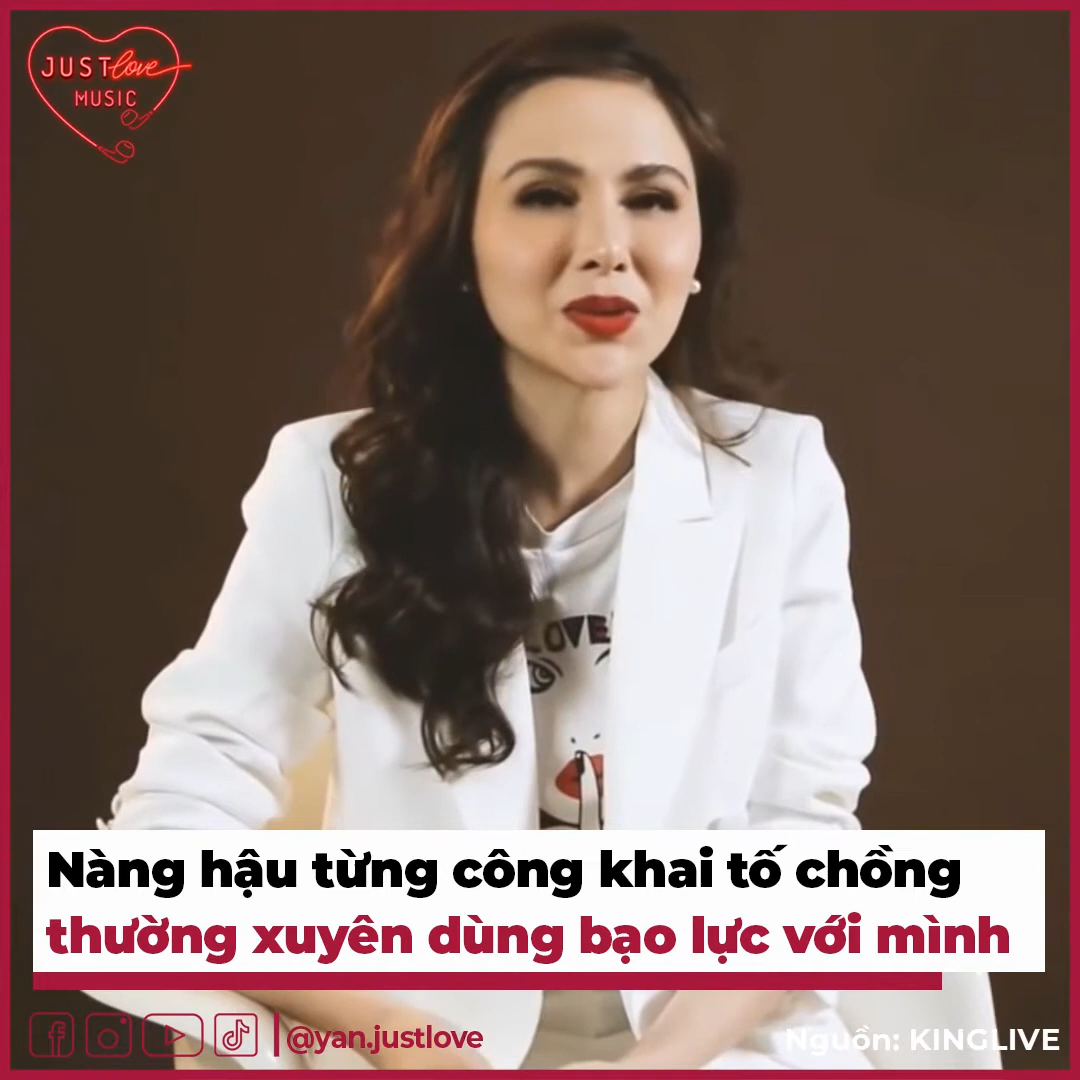 JUST love
MUSIC
LOVE
Nàng hậu từng công khai tố chồng
thường xuyên dùng bạo lực với mình
@yan.justlove
Nguồn: KINGLIVE